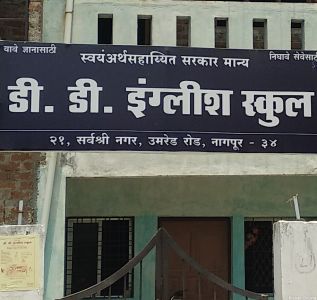 यावे ज्ञानासाठी
स्वयंअर्थसहाय्यित सरकार मान्य
निघावे सेवेसाठी
डी. डी. इंग्लीश स्कुल
२१, सर्वश्री नगर, उमरेड रोड, नागपूर - ३४